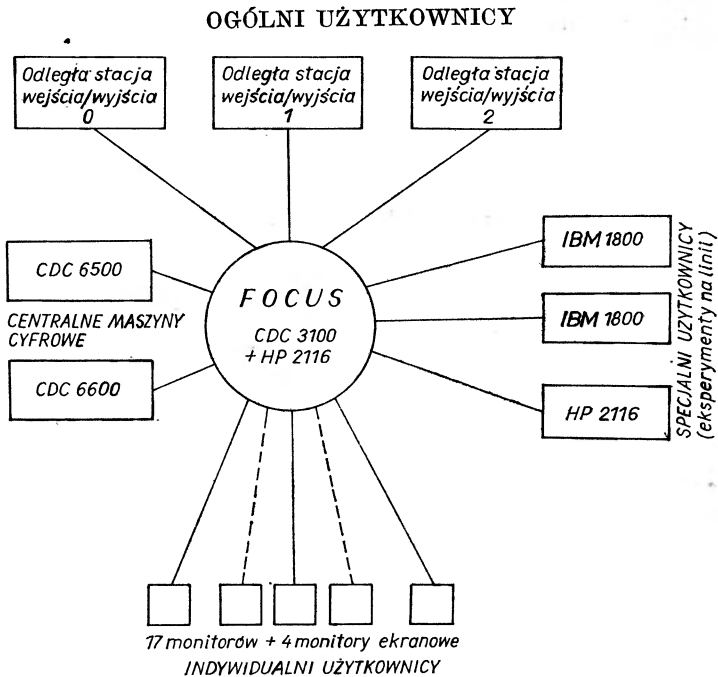 OGÓLNI UŻYTKOWNICY
Odległa stacja
wejścia/wyjścia
0
Odległa stacja
wejścia/wyjścia
1
Odległa stacja
wejścia/wyjścia
2
CDC 6500
CENTRALNE MASZYNY
CYFROWE
CDC 6600
FOCUS
CDC 3100
+ HP 2116
IBM 1800
IBM 1800
HP 2116
SPECJALNI UŻYTKOWNICY
(eksperymenty na linii)
17 monitorów + 4 monitory ekranowe
INDYWIDUALNI UŻYTKOWNICY